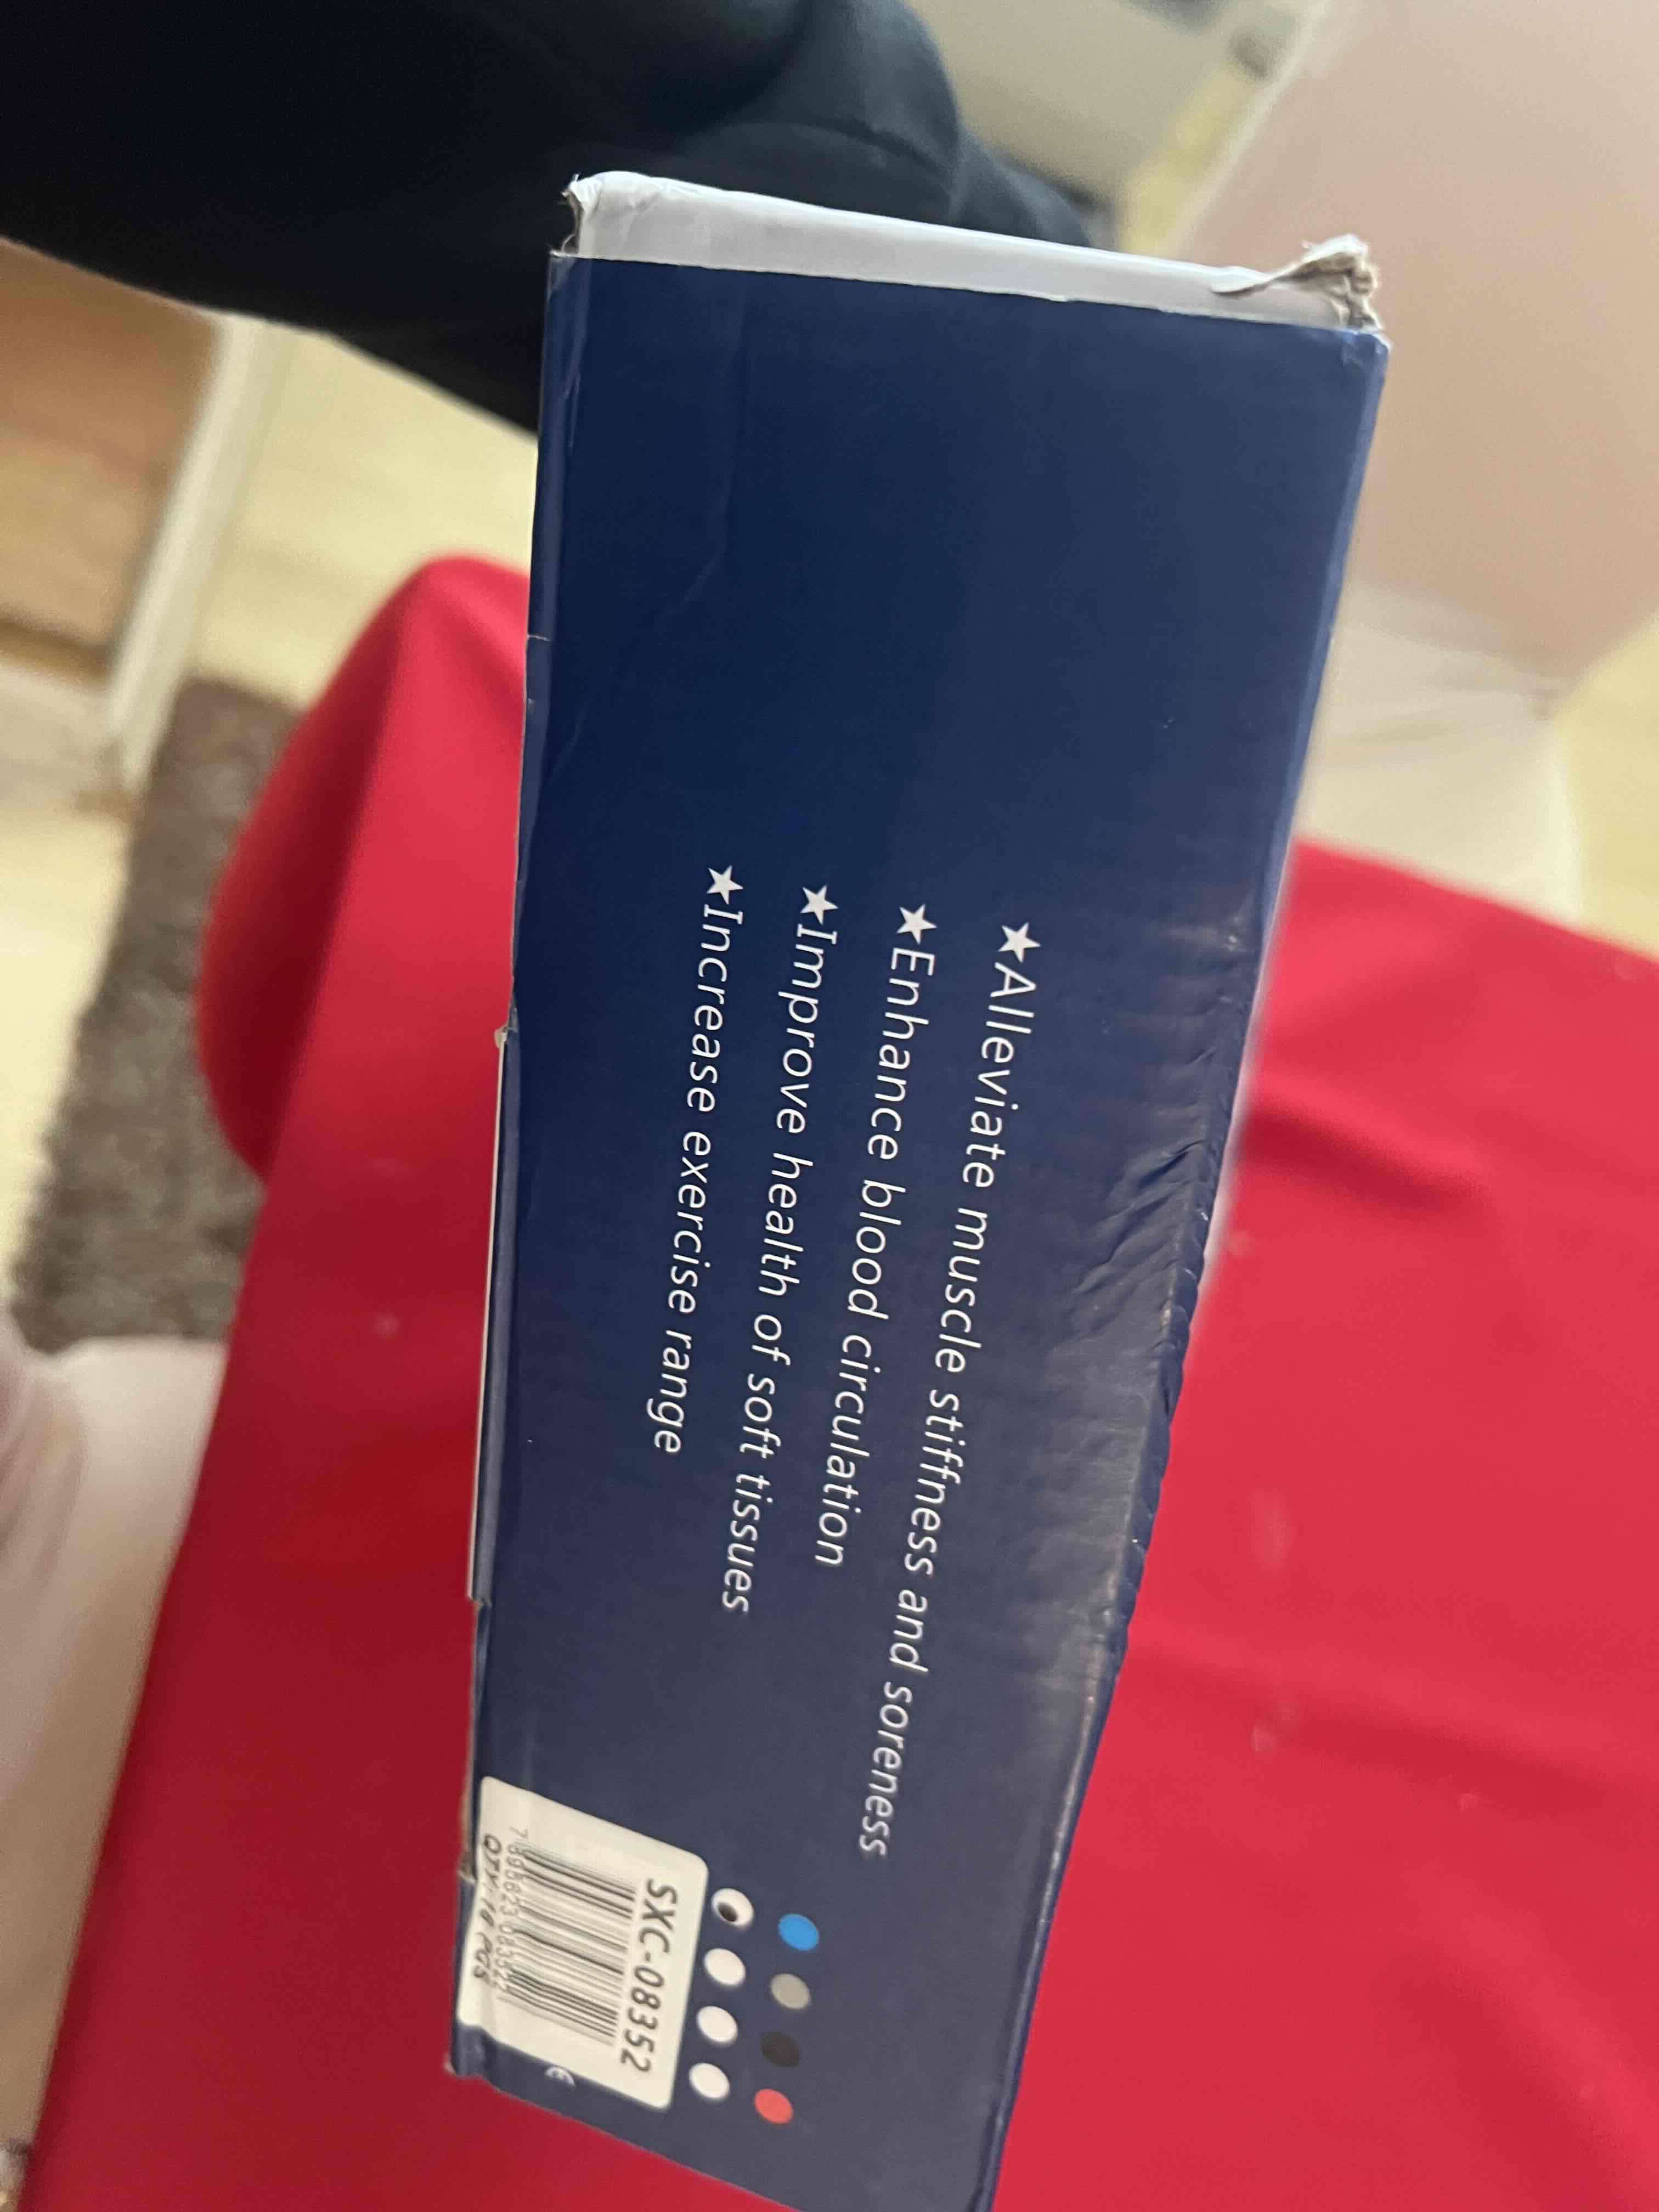 ★Alleviate muscle stiffness and soreness
★Enhance blood circulation
★Improve health of soft tissues
★Increase exercise range
SXC-08352